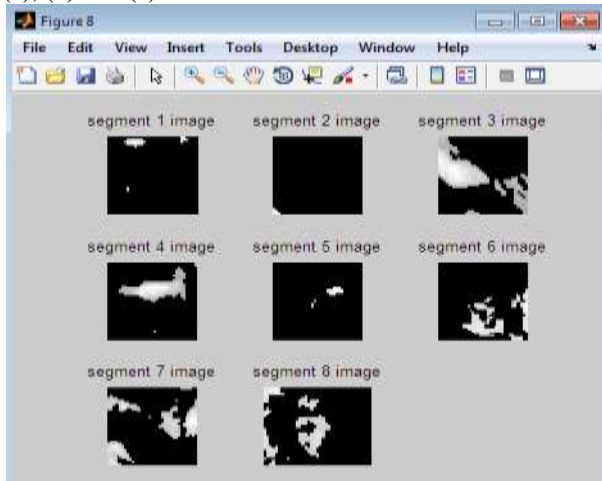 Figure 8
File Edit View Insert Tools Desktop Window Help
segment 1 image segment 2 image segment 3 image
segment 4 image segment 5 image segment 6 image
segment 7 image segment 8 image